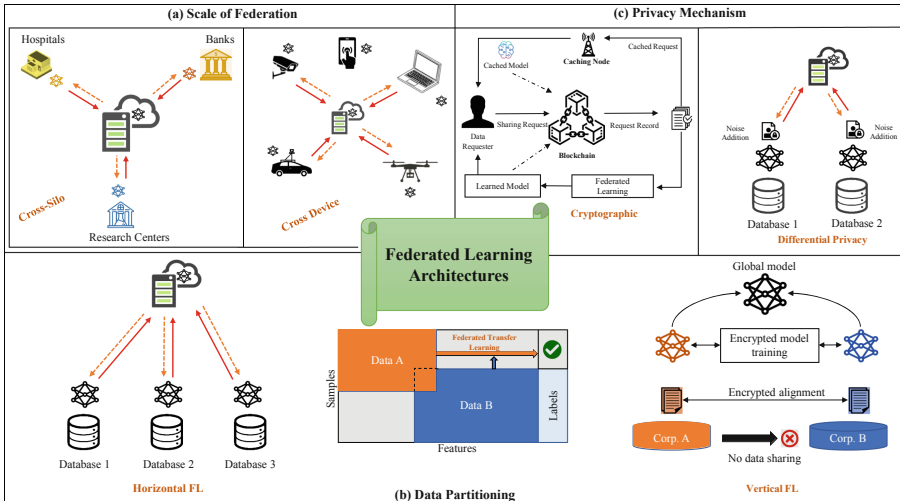 (a) Scale of Federation
Hospitals
Banks
Research Centers
Cross-Silo
Cross Device
(c) Privacy Mechanism
Cached Request
Caching Node
Cached Model
Data
Requester
Sharing Request
Blockchain
Request Record
Learned Model
Federated
Learning
Cryptographic
Noise
Addition
Noise
Addition
Database 1
Database 2
Differential Privacy
Federated Learning
Architectures
Database 1
Database 2
Database 3
Horizontal FL
Data A
Federated Transfer
Learning
Data B
Samples
Labels
Features
(b) Data Partitioning
Global model
Encrypted model
training
Encrypted alignment
Corp. A
Corp. B
No data sharing
Vertical FL